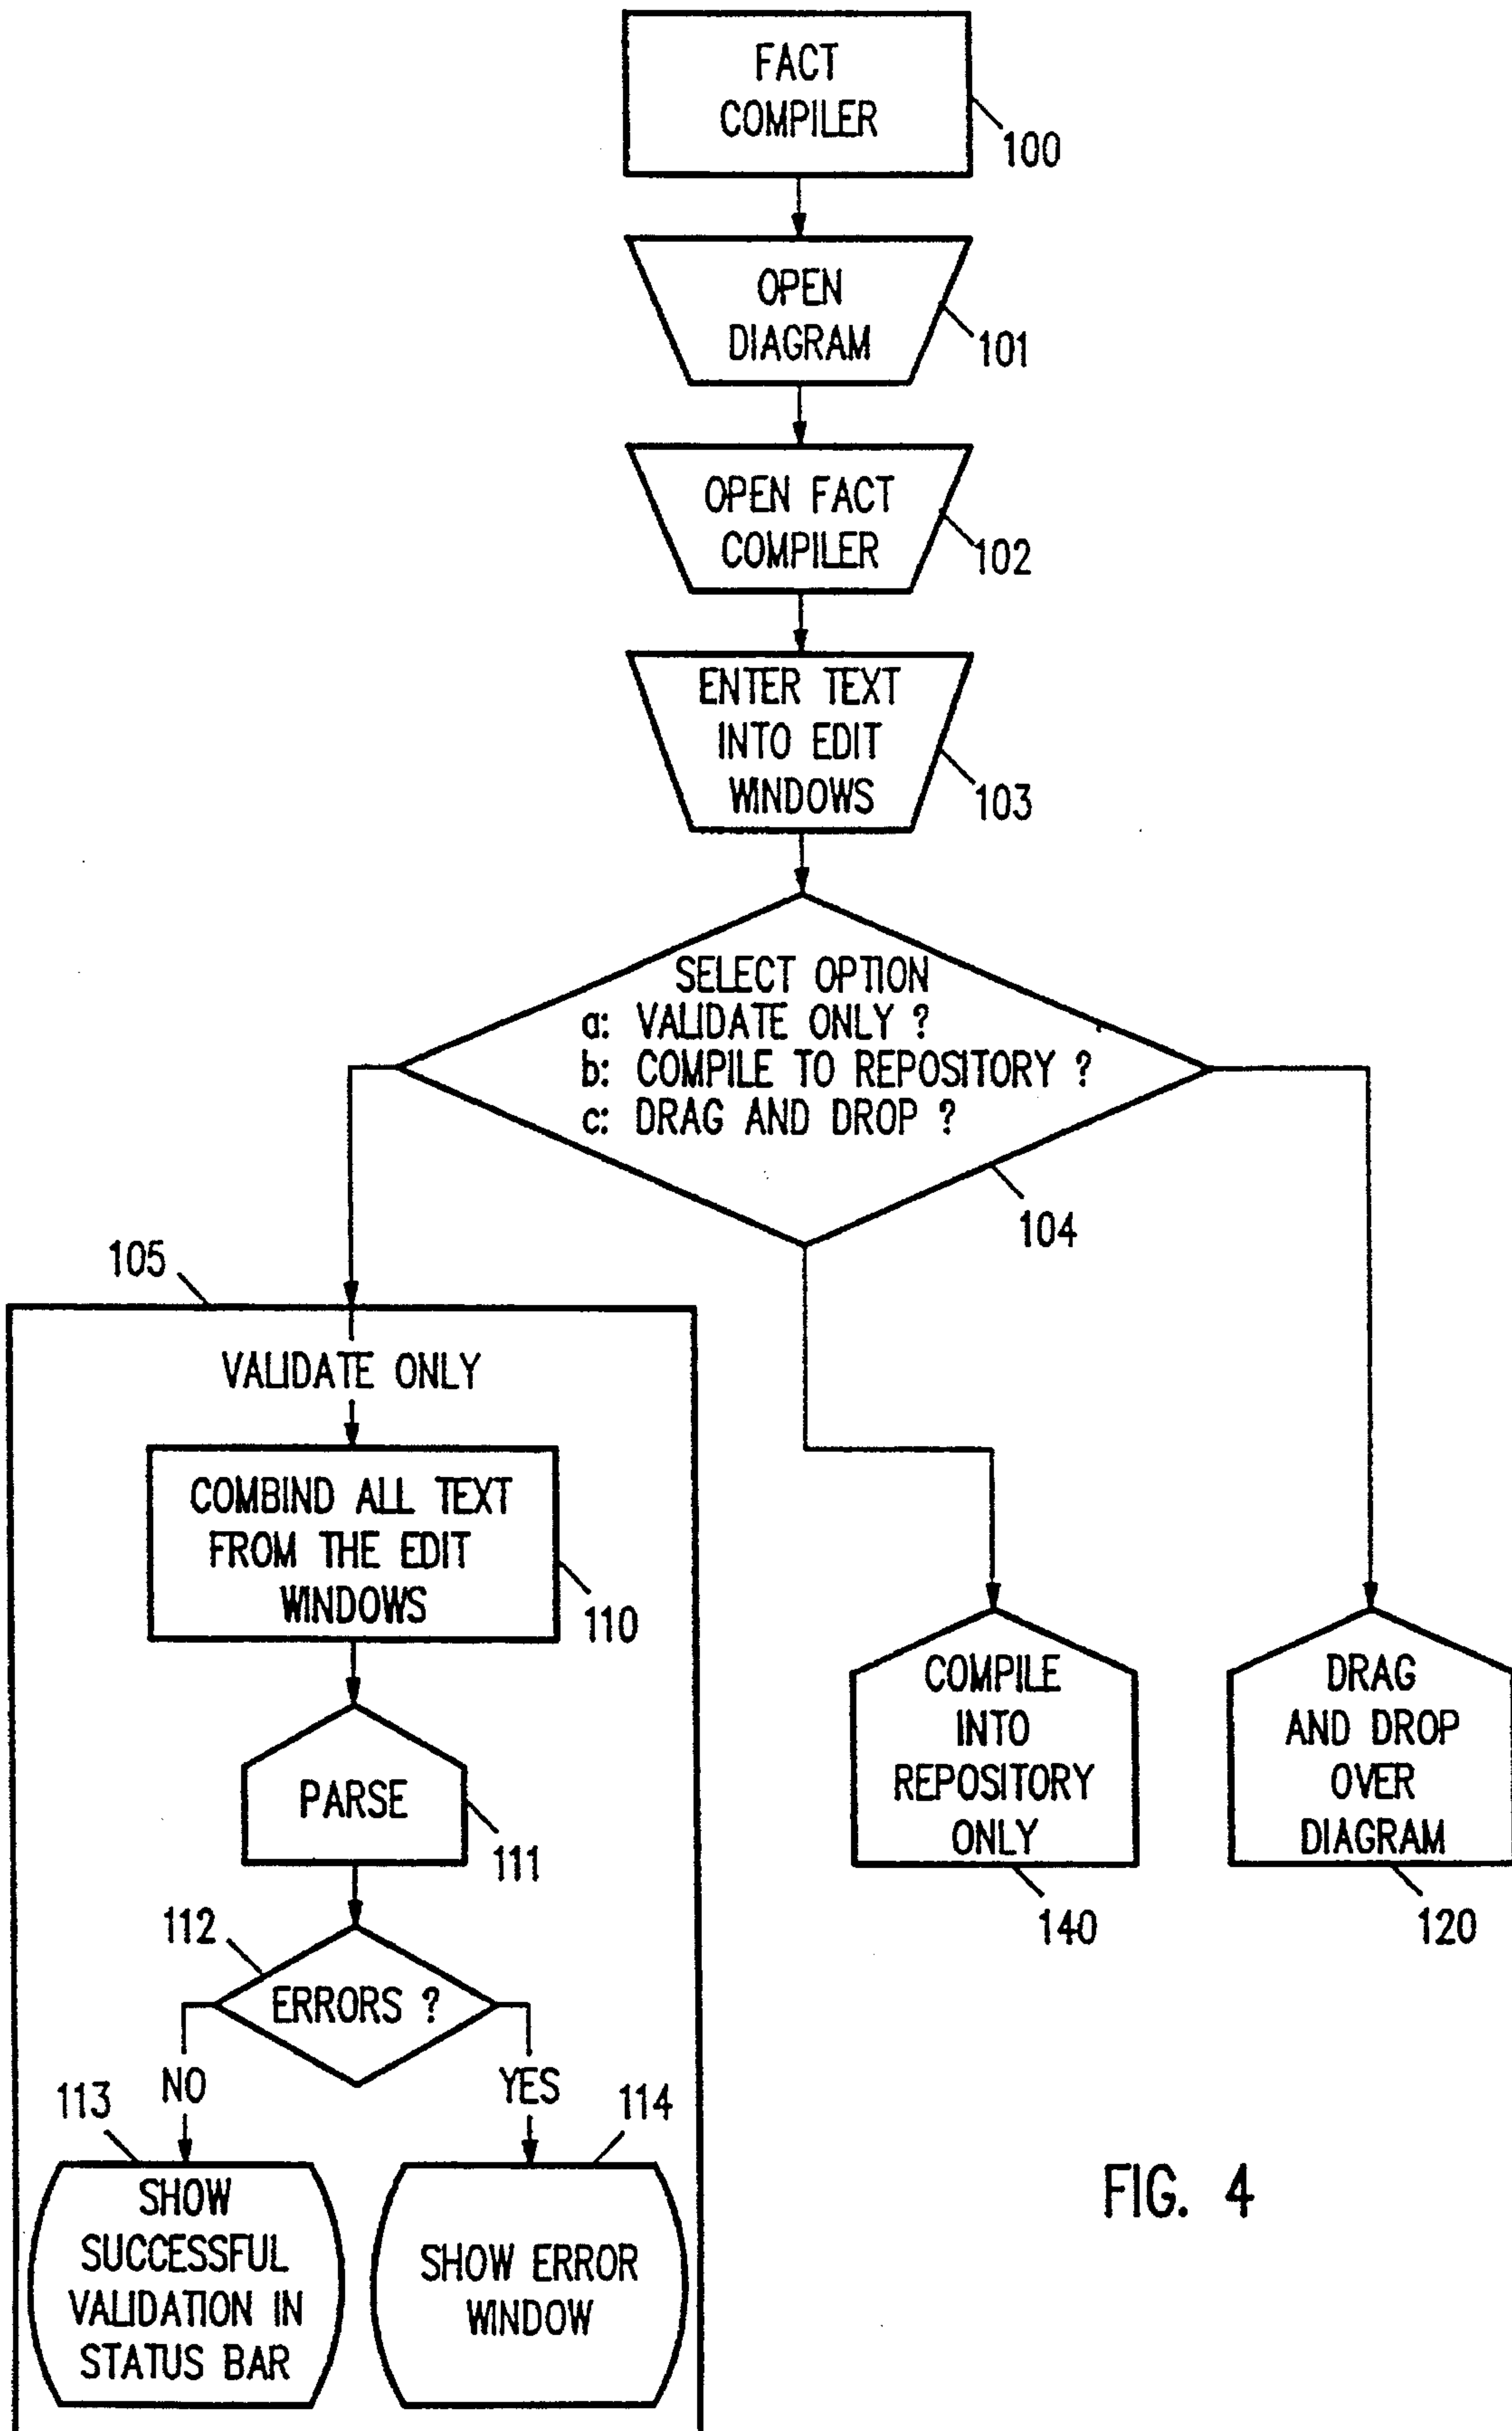 FACT
COMPILER
100
OPEN
DIAGRAM
101
OPEN FACT
COMPILER
102
ENTER TEXT
INTO EDIT
WINDOWS
103
SELECT OPTION
a: VALIDATE ONLY ?
b: COMPILE TO REPOSITORY ?
c: DRAG AND DROP ?
104
105
VALIDATE ONLY
COMBIND ALL TEXT
FROM THE EDIT
WINDOWS
110
PARSE
111
112
ERRORS ?
NO
YES
113
SHOW
SUCCESSFUL
VALIDATION IN
STATUS BAR
114
SHOW ERROR
WINDOW
COMPILE
INTO
REPOSITORY
ONLY
140
DRAG
AND DROP
OVER
DIAGRAM
120
FIG. 4